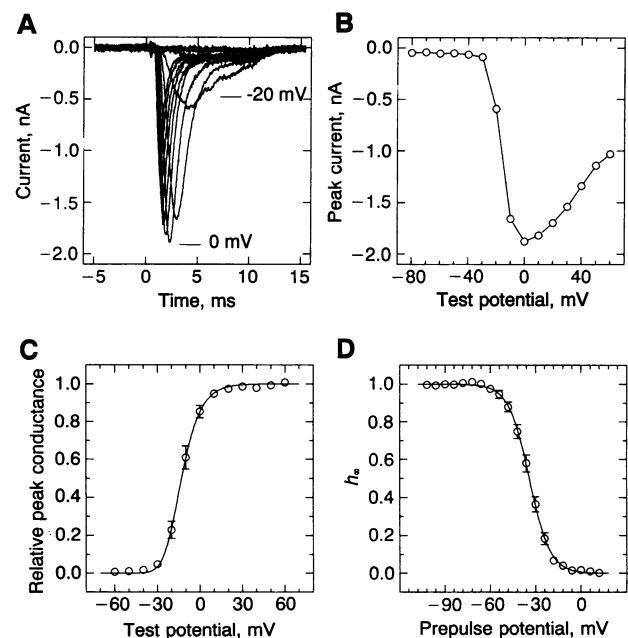 A
Current, nA
0.0
−0.5
−1.0
−1.5
−2.0
−20 mV
0 mV
−5 0 5 10 15
Time, ms
B
Peak current, nA
0.0
−0.5
−1.0
−1.5
−2.0
−80 −40 0 40
Test potential, mV
C
Relative peak conductance
1.0
0.8
0.6
0.4
0.2
0.0
−60 −30 0 30 60
Test potential, mV
D
h∞
1.0
0.8
0.6
0.4
0.2
0.0
−90 −60 −30 0
Prepulse potential, mV